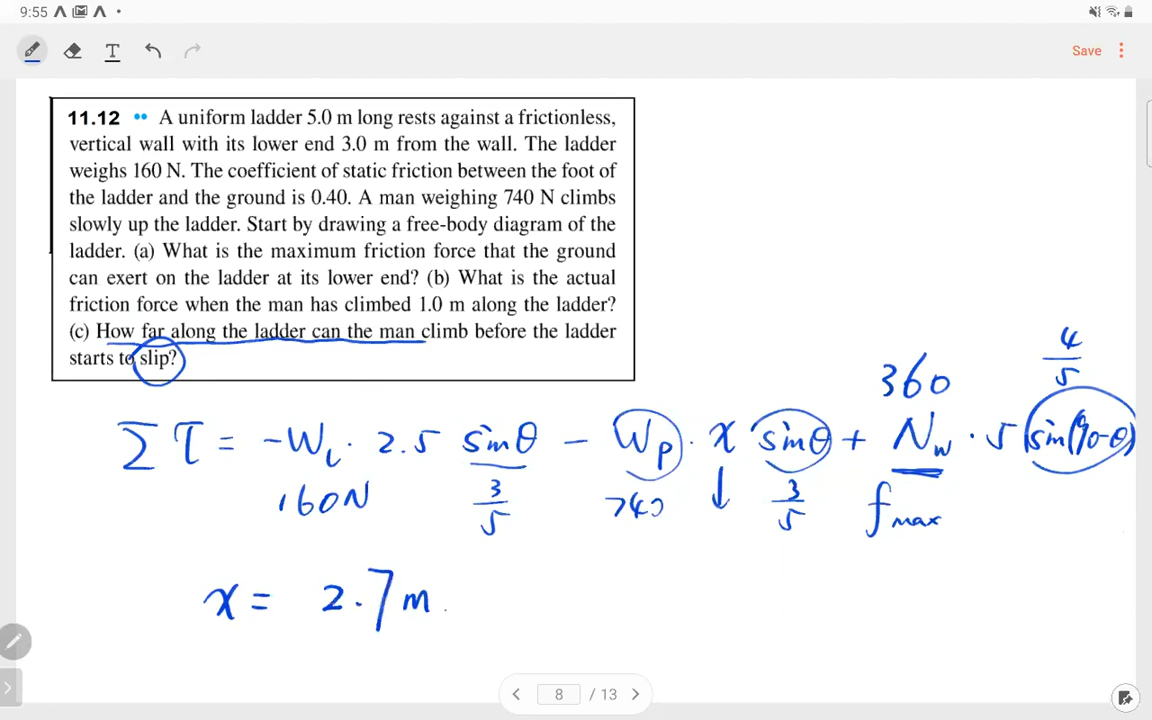 9:55
Save
11.12 •• A uniform ladder 5.0 m long rests against a frictionless,
vertical wall with its lower end 3.0 m from the wall. The ladder
weighs 160 N. The coefficient of static friction between the foot of
the ladder and the ground is 0.40. A man weighing 740 N climbs
slowly up the ladder. Start by drawing a free-body diagram of the
ladder. (a) What is the maximum friction force that the ground
can exert on the ladder at its lower end? (b) What is the actual
friction force when the man has climbed 1.0 m along the ladder?
(c) How far along the ladder can the man climb before the ladder
starts to slip?
360 4/5
Στ = -W_L · 2.5 sinθ - W_P · x sinθ + N_w · 5 sin(90-θ)
160N 3/5 740 ↓ 3/5 f_max
x = 2.7m.
8 / 13